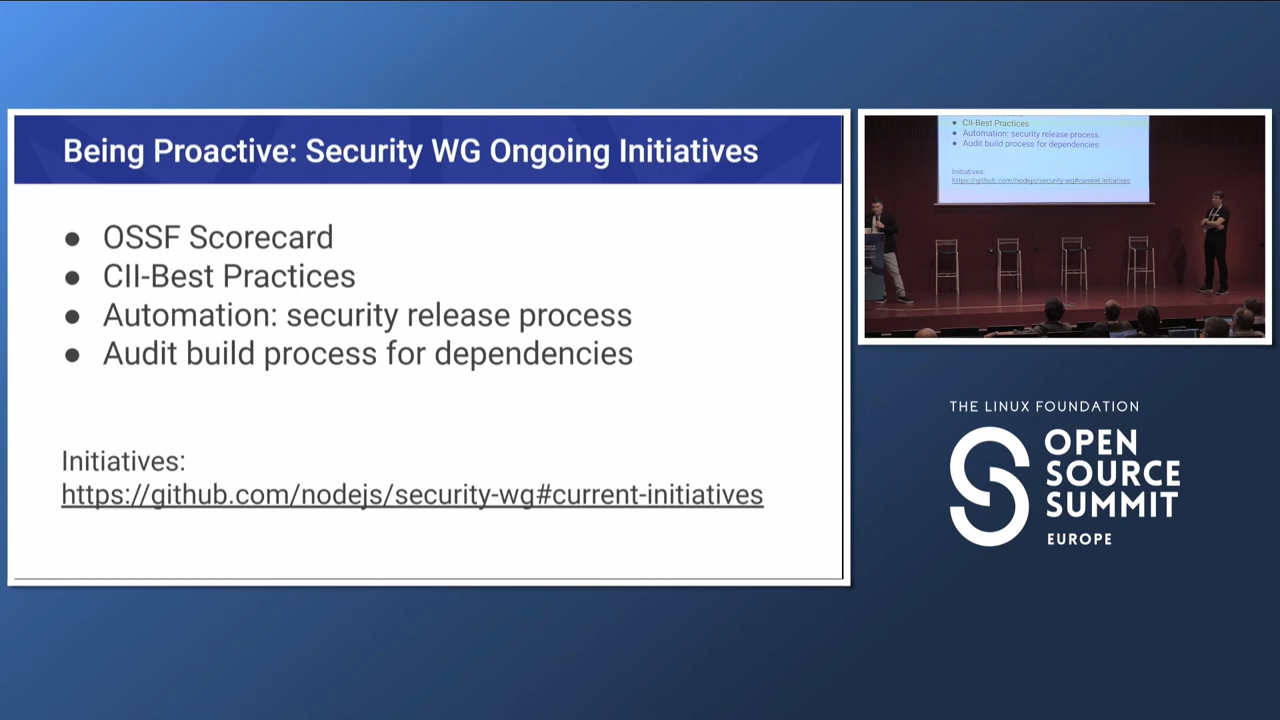 Being Proactive: Security WG Ongoing Initiatives
● OSSF Scorecard
● CII-Best Practices
● Automation: security release process
● Audit build process for dependencies
Initiatives:
https://github.com/nodejs/security-wg#current-initiatives
● CII-Best Practices
● Automation: security release process
● Audit build process for dependencies
Initiatives:
https://github.com/nodejs/security-wg#current-initiatives
THE LINUX FOUNDATION
OPEN
SOURCE
SUMMIT
EUROPE